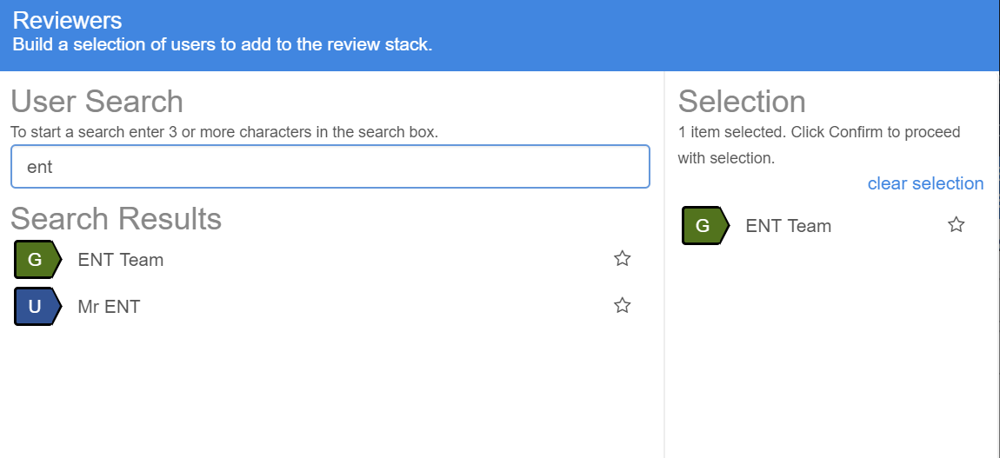 Reviewers
Build a selection of users to add to the review stack.
User Search
To start a search enter 3 or more characters in the search box.
ent
Search Results
G ENT Team
U Mr ENT
Selection
1 item selected. Click Confirm to proceed
with selection.
clear selection
G ENT Team